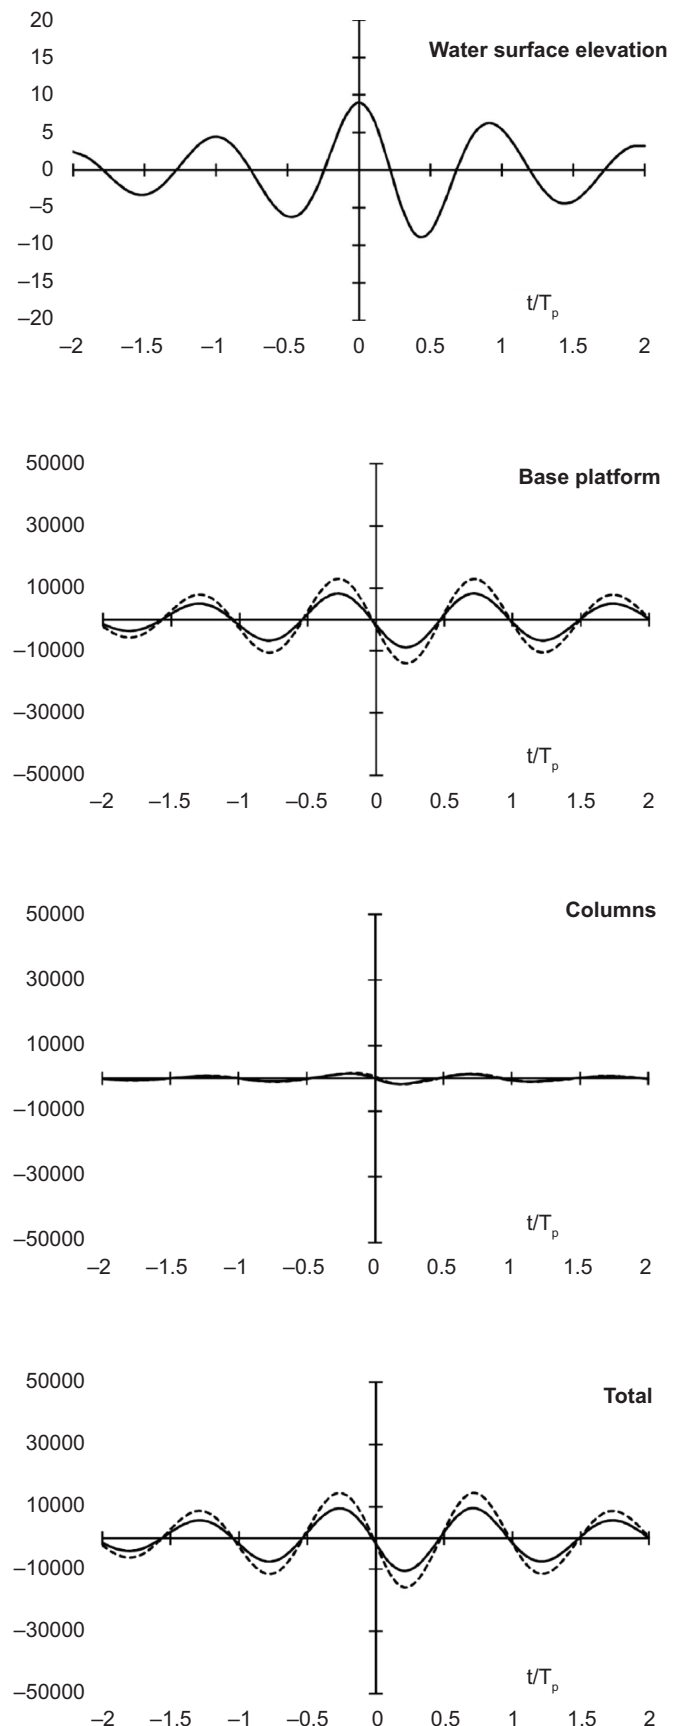 20
Water surface elevation
15
10
5
0
–5
–10
–15
t/Tp
–20
–2 –1.5 –1 –0.5 0 0.5 1 1.5 2
50000
Base platform
30000
10000
–10000
–30000
t/Tp
–50000
–2 –1.5 –1 –0.5 0 0.5 1 1.5 2
50000
Columns
30000
10000
–10000
–30000
t/Tp
–50000
–2 –1.5 –1 –0.5 0 0.5 1 1.5 2
50000
Total
30000
10000
–10000
–30000
t/Tp
–50000
–2 –1.5 –1 –0.5 0 0.5 1 1.5 2